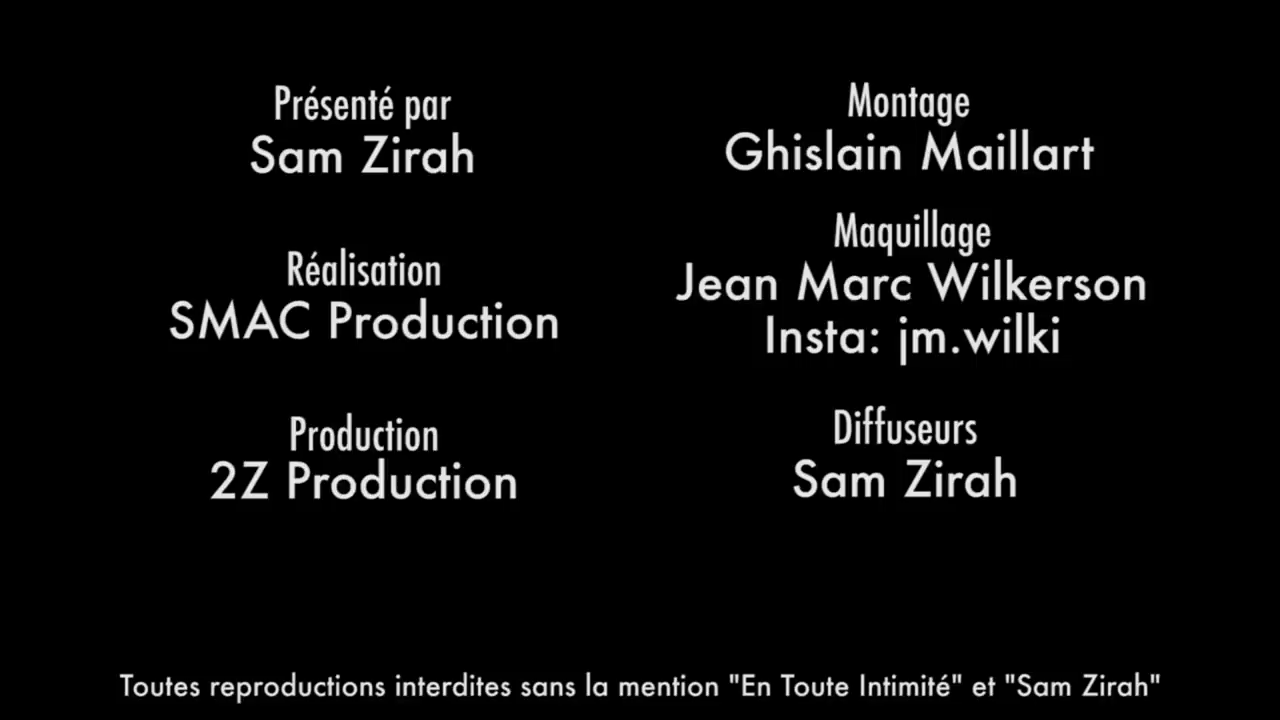 Présenté par
Sam Zirah
Réalisation
SMAC Production
Production
2Z Production
Montage
Ghislain Maillart
Maquillage
Jean Marc Wilkerson
Insta: jm.wilki
Diffuseurs
Sam Zirah
Toutes reproductions interdites sans la mention "En Toute Intimité" et "Sam Zirah"